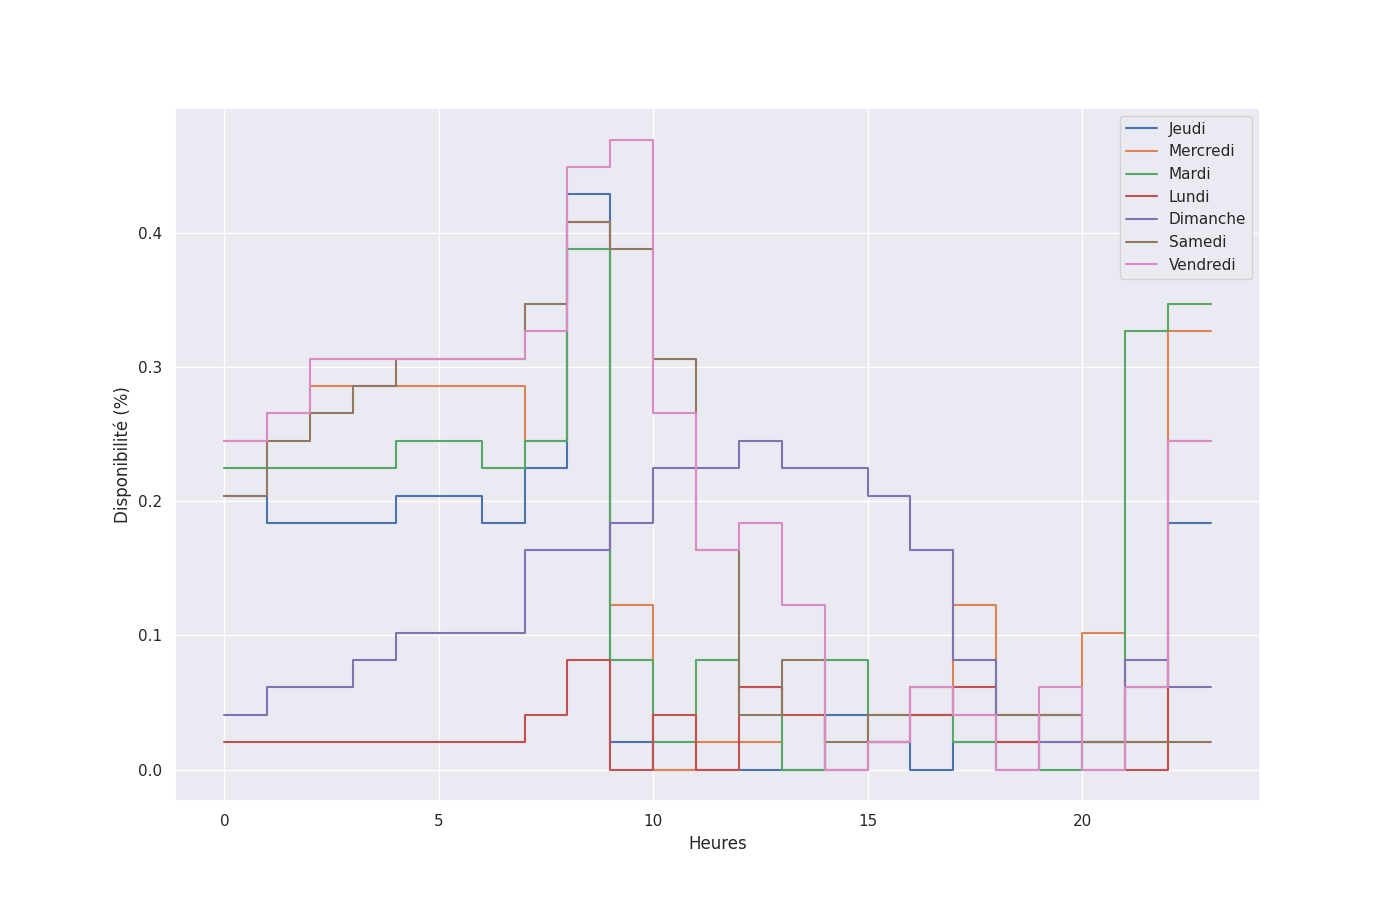 Jeudi
Mercredi
Mardi
Lundi
Dimanche
Samedi
Vendredi
0.4
0.3
0.2
0.1
0.0
Disponibilité (%)
0 5 10 15 20
Heures